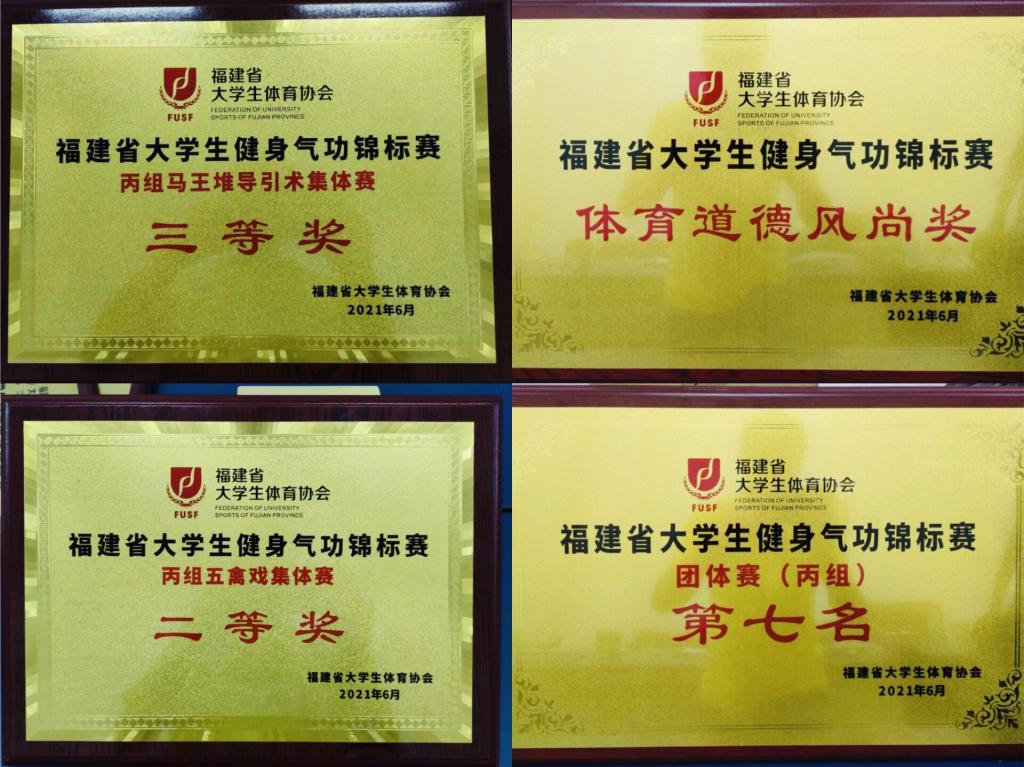 福建省
大学生体育协会
FEDERATION OF UNIVERSITY
SPORTS OF FUJIAN PROVINCE
FUSF
福建省大学生健身气功锦标赛
丙组马王堆导引术集体赛
三等奖
福建省大学生体育协会
2021年6月
福建省
大学生体育协会
FEDERATION OF UNIVERSITY
SPORTS OF FUJIAN PROVINCE
FUSF
福建省大学生健身气功锦标赛
体育道德风尚奖
福建省大学生体育协会
2021年6月
福建省
大学生体育协会
FEDERATION OF UNIVERSITY
SPORTS OF FUJIAN PROVINCE
FUSF
福建省大学生健身气功锦标赛
丙组五禽戏集体赛
二等奖
福建省大学生体育协会
2021年6月
福建省
大学生体育协会
FEDERATION OF UNIVERSITY
SPORTS OF FUJIAN PROVINCE
FUSF
福建省大学生健身气功锦标赛
团体赛（丙组）
第七名
福建省大学生体育协会
2021年6月